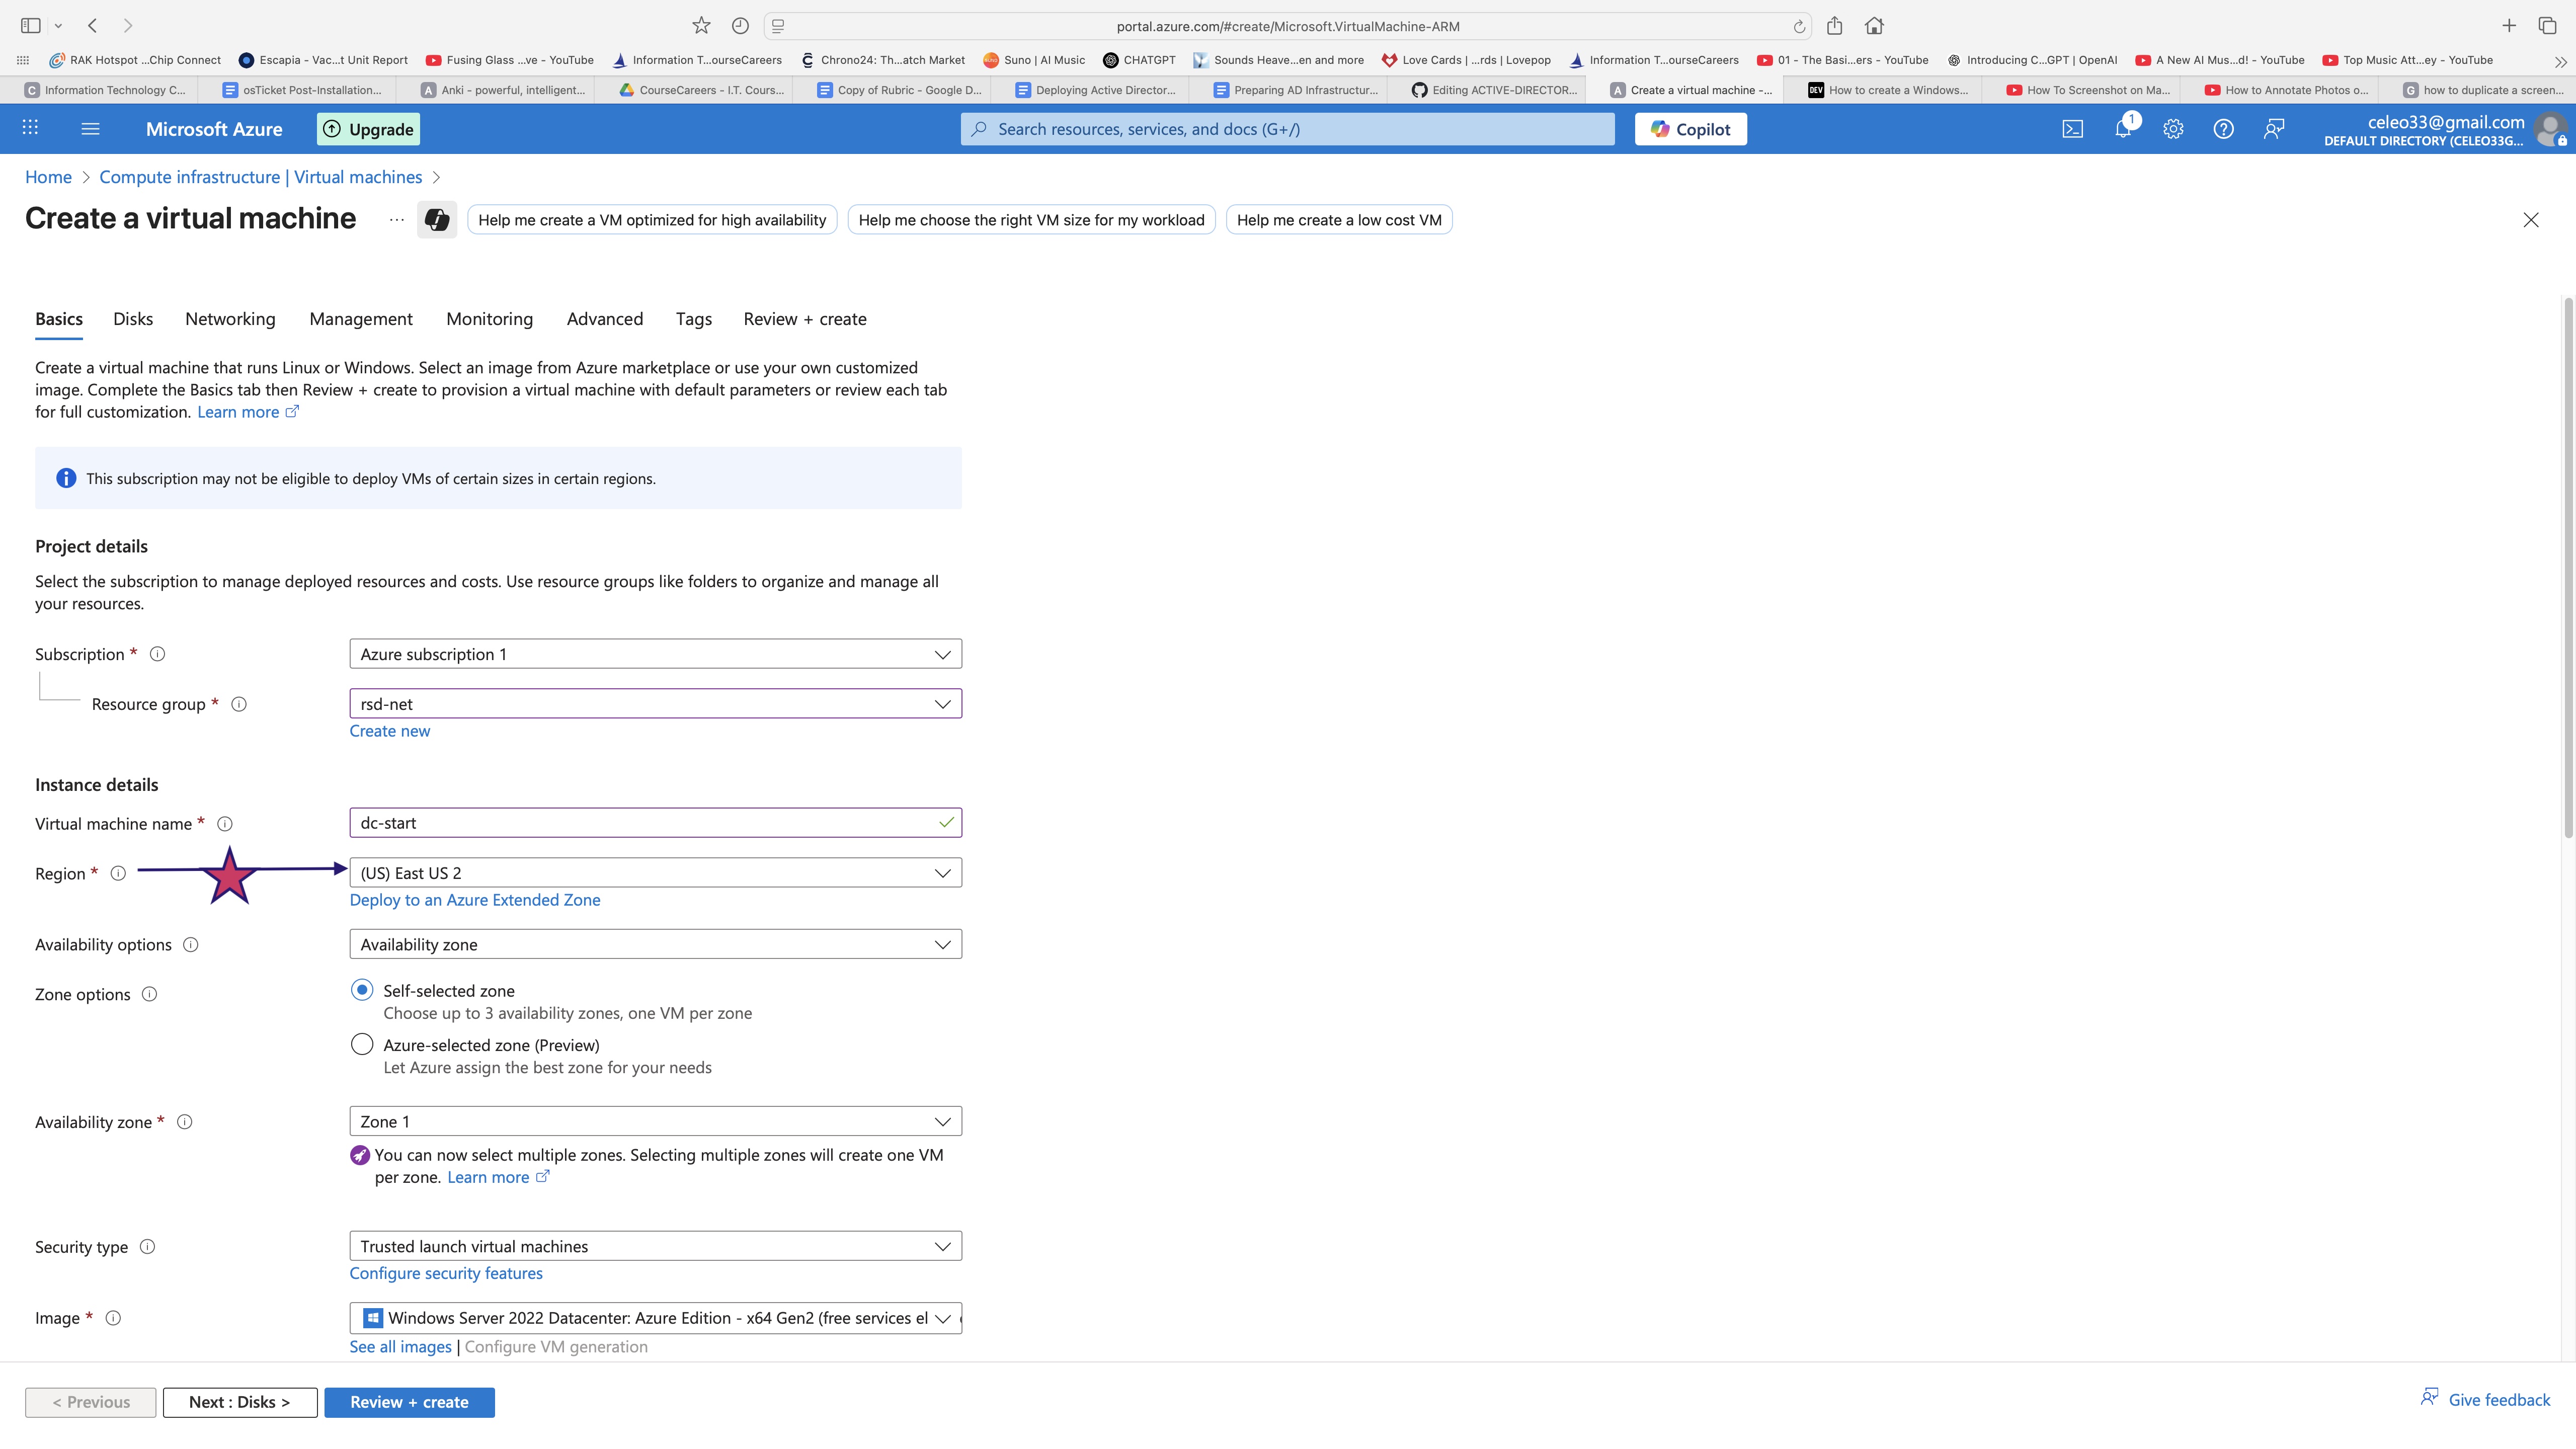 portal.azure.com/#create/Microsoft.VirtualMachine-ARM
RAK Hotspot ...Chip Connect
Escapia - Vac...t Unit Report
Fusing Glass ...ve - YouTube
Information T...ourseCareers
Chrono24: Th...atch Market
Suno | AI Music
CHATGPT
Sounds Heave...en and more
Love Cards | ...rds | Lovepop
Information T...ourseCareers
01 - The Basi...ers - YouTube
Introducing C...GPT | OpenAI
A New AI Mus...d! - YouTube
Top Music Att...ey - YouTube
Information Technology C...
osTicket Post-Installation...
Anki - powerful, intelligent...
CourseCareers - I.T. Cours...
Copy of Rubric - Google D...
Deploying Active Director...
Preparing AD Infrastructur...
Editing ACTIVE-DIRECTOR...
Create a virtual machine -...
How to create a Windows...
How To Screenshot on Ma...
How to Annotate Photos o...
how to duplicate a screen...
Microsoft Azure
Upgrade
Search resources, services, and docs (G+/)
Copilot
1
celeo33@gmail.com
DEFAULT DIRECTORY (CELEO33G...
Home > Compute infrastructure | Virtual machines >
Create a virtual machine ...
Help me create a VM optimized for high availability
Help me choose the right VM size for my workload
Help me create a low cost VM
Basics Disks Networking Management Monitoring Advanced Tags Review + create
Create a virtual machine that runs Linux or Windows. Select an image from Azure marketplace or use your own customized
image. Complete the Basics tab then Review + create to provision a virtual machine with default parameters or review each tab
for full customization. Learn more
This subscription may not be eligible to deploy VMs of certain sizes in certain regions.
Project details
Select the subscription to manage deployed resources and costs. Use resource groups like folders to organize and manage all
your resources.
Subscription * Azure subscription 1
Resource group * rsd-net
Create new
Instance details
Virtual machine name * dc-start
Region * (US) East US 2
Deploy to an Azure Extended Zone
Availability options Availability zone
Zone options Self-selected zone
Choose up to 3 availability zones, one VM per zone
Azure-selected zone (Preview)
Let Azure assign the best zone for your needs
Availability zone * Zone 1
You can now select multiple zones. Selecting multiple zones will create one VM
per zone. Learn more
Security type Trusted launch virtual machines
Configure security features
Image * Windows Server 2022 Datacenter: Azure Edition - x64 Gen2 (free services el
See all images | Configure VM generation
< Previous
Next : Disks >
Review + create
Give feedback